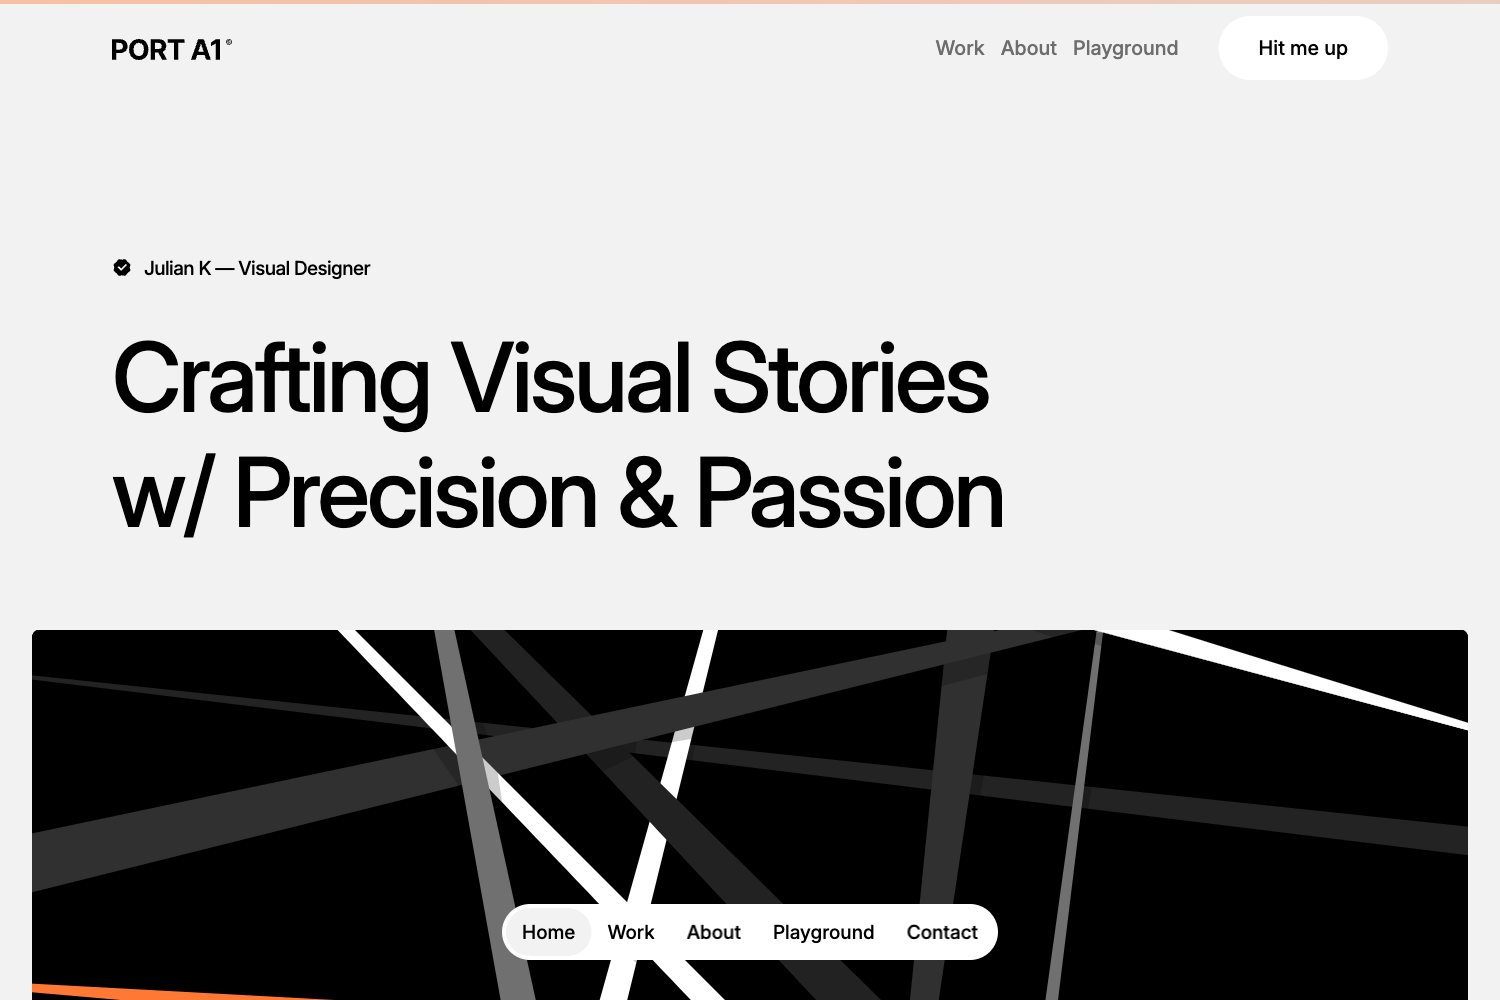 PORT A1
Work About Playground Hit me up
Julian K — Visual Designer
Crafting Visual Stories
w/ Precision & Passion
Home Work About Playground Contact